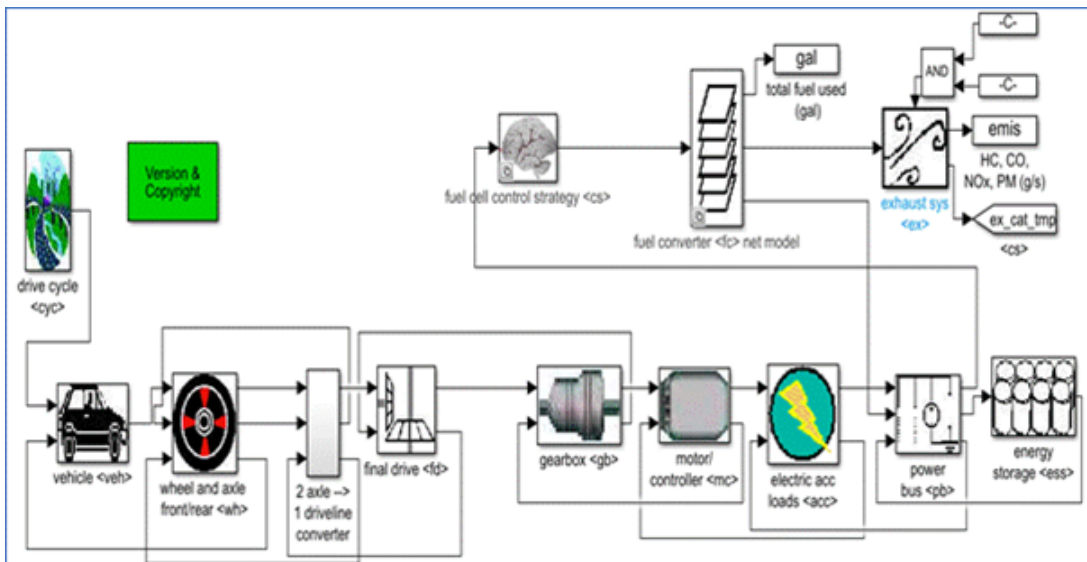 -C-
AND
-C-
gal
total fuel used
(gal)
emis
HC, CO,
NOx, PM (g/s)
exhaust sys
<ex>
ex_cat_tmp
<cs>
fuel cell control strategy <cs>
fuel converter <fc> net model
Version &
Copyright
drive cycle
<cyc>
vehicle <veh>
wheel and axle
front/rear <wh>
2 axle -->
1 driveline
converter
final drive <fd>
gearbox <gb>
motor/
controller <mc>
electric acc
loads <acc>
power
bus <pb>
energy
storage <ess>